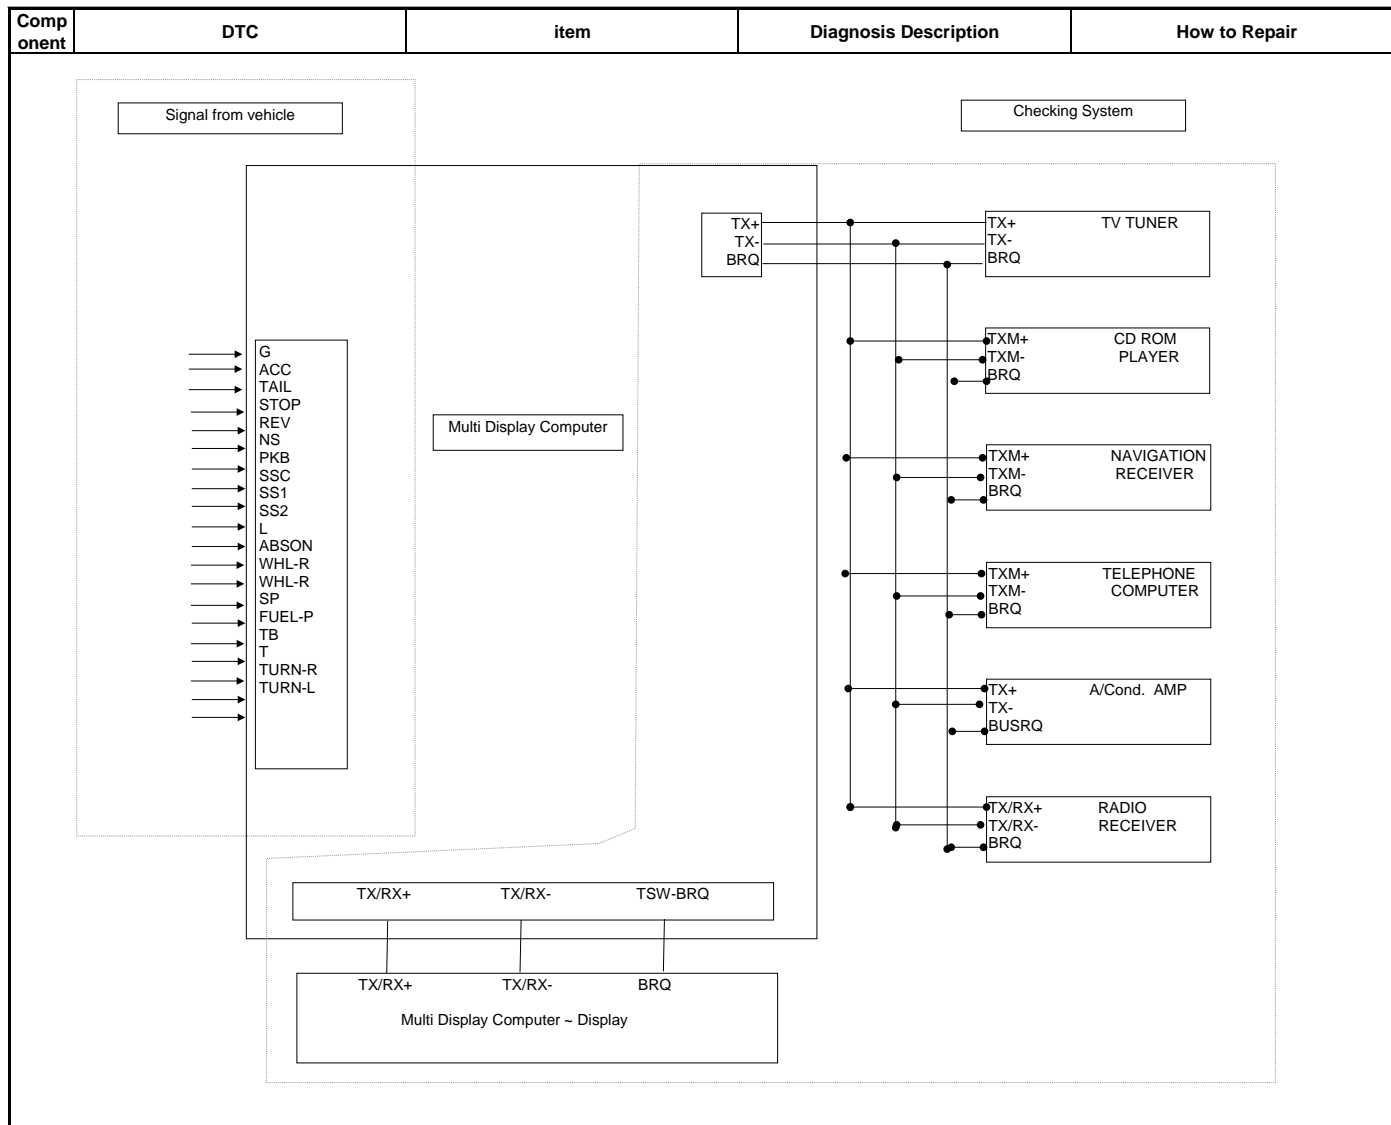 Comp
onent
DTC
item
Diagnosis Description
How to Repair
Signal from vehicle
Checking System
TX+
TX-
BRQ
TX+ TV TUNER
TX-
BRQ
TXM+ CD ROM
TXM- PLAYER
BRQ
G
ACC
TAIL
STOP
REV
NS
PKB
SSC
SS1
SS2
L
ABSON
WHL-R
WHL-R
SP
FUEL-P
TB
T
TURN-R
TURN-L
Multi Display Computer
TXM+ NAVIGATION
TXM- RECEIVER
BRQ
TXM+ TELEPHONE
TXM- COMPUTER
BRQ
TX+ A/Cond. AMP
TX-
BUSRQ
TX/RX+ RADIO
TX/RX- RECEIVER
BRQ
TX/RX+ TX/RX- TSW-BRQ
TX/RX+ TX/RX- BRQ
Multi Display Computer ~ Display